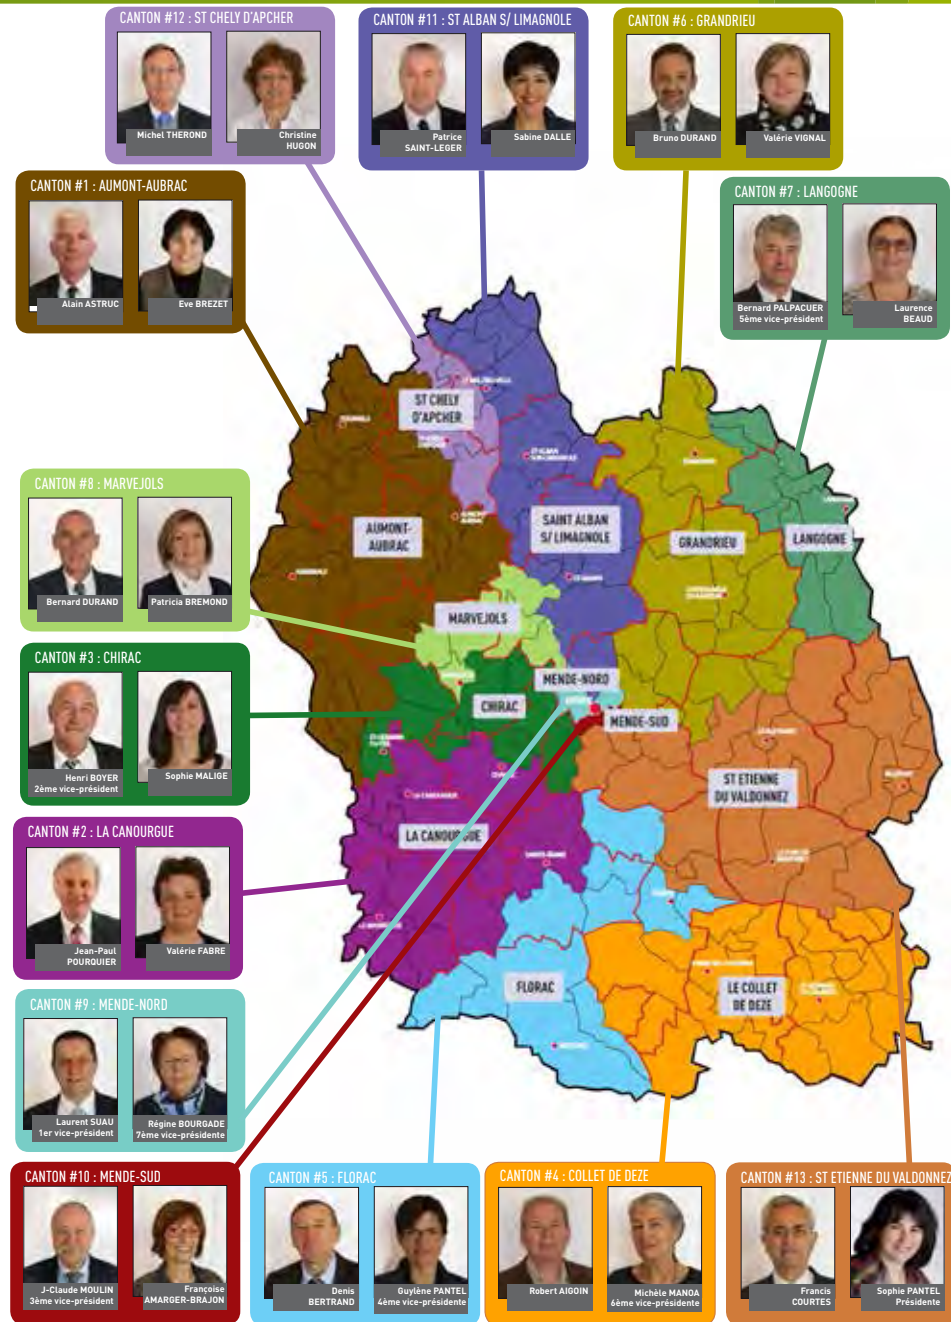 CANTON #12 : ST CHELY D'APCHER
Michel THEROND
Christine
HUGON
CANTON #11 : ST ALBAN S/ LIMAGNOLE
Patrice
SAINT-LEGER
Sabine DALLE
CANTON #6 : GRANDRIEU
Bruno DURAND
Valérie VIGNAL
CANTON #1 : AUMONT-AUBRAC
Alain ASTRUC
Eve BREZET
CANTON #7 : LANGOGNE
Bernard PALPACUER
5ème vice-président
Laurence
BEAUD
CANTON #8 : MARVEJOLS
Bernard DURAND
Patricia BREMOND
CANTON #3 : CHIRAC
Henri BOYER
2ème vice-président
Sophie MALIGE
CANTON #2 : LA CANOURGUE
Jean-Paul
POURQUIER
Valérie FABRE
CANTON #9 : MENDE-NORD
Laurent SUAU
1er vice-président
Régine BOURGADE
7ème vice-présidente
CANTON #10 : MENDE-SUD
J-Claude MOULIN
3ème vice-président
Françoise
AMARGER-BRAJON
CANTON #5 : FLORAC
Denis
BERTRAND
Guylène PANTEL
4ème vice-présidente
CANTON #4 : COLLET DE DEZE
Robert AIGOIN
Michèle MANOA
6ème vice-présidente
CANTON #13 : ST ETIENNE DU VALDONNEZ
Francis
COURTES
Sophie PANTEL
Présidente
ST CHELY
D'APCHER
AUMONT-
AUBRAC
SAINT ALBAN
S/ LIMAGNOLE
GRANDRIEU
LANGOGNE
MARVEJOLS
MENDE-NORD
CHIRAC
MENDE-SUD
ST ETIENNE
DU VALDONNEZ
LA CANOURGUE
FLORAC
LE COLLET
DE DEZE